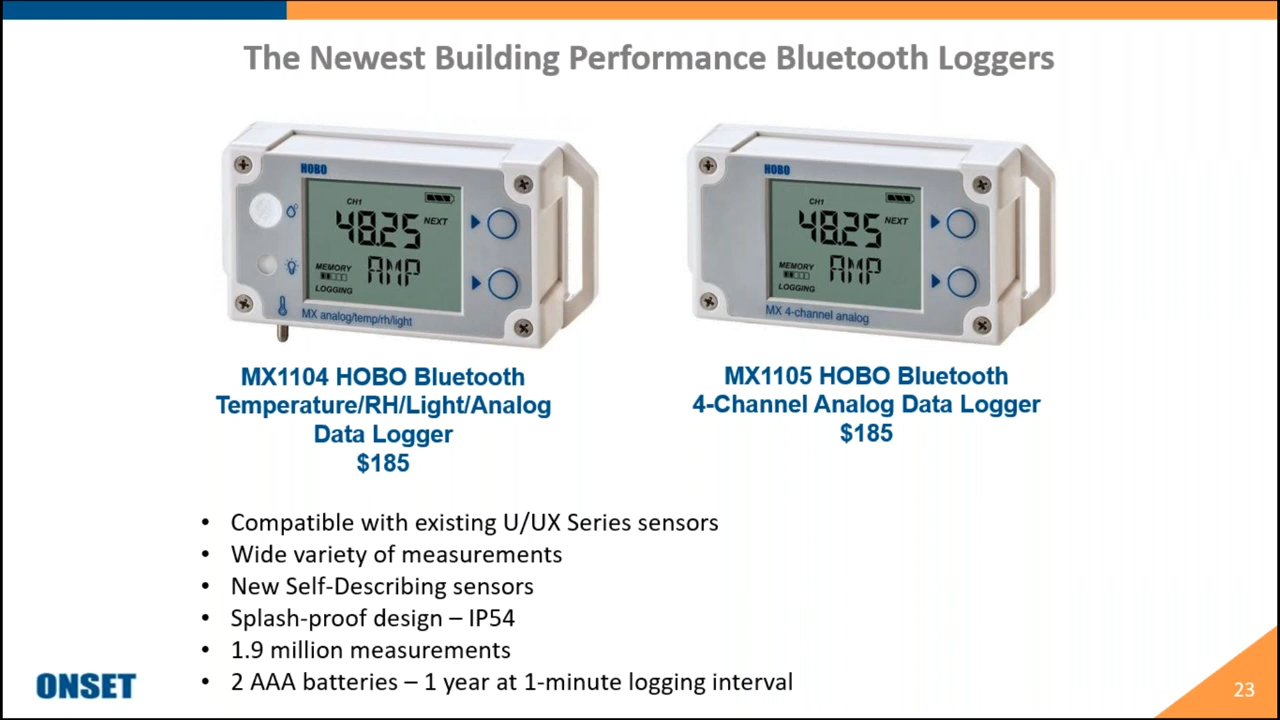 The Newest Building Performance Bluetooth Loggers
HOBO
CH1
48.25 NEXT
MEMORY AMP
LOGGING
MX analog/temp/rh/light
HOBO
CH1
48.25 NEXT
MEMORY AMP
LOGGING
MX 4-channel analog
MX1104 HOBO Bluetooth
Temperature/RH/Light/Analog
Data Logger
$185
MX1105 HOBO Bluetooth
4-Channel Analog Data Logger
$185
• Compatible with existing U/UX Series sensors
• Wide variety of measurements
• New Self-Describing sensors
• Splash-proof design – IP54
• 1.9 million measurements
• 2 AAA batteries – 1 year at 1-minute logging interval
ONSET
23